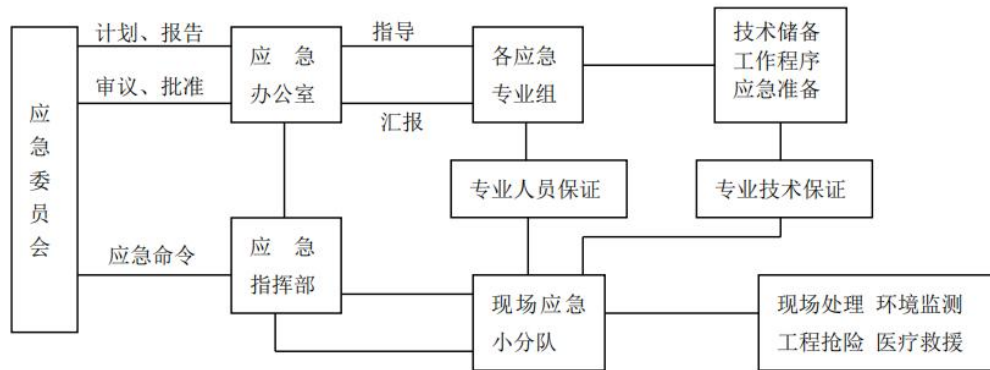 计划、报告
审议、批准
应急委员会
应急命令
应 急
办公室
指导
汇报
各应急
专业组
技术储备
工作程序
应急准备
专业人员保证
专业技术保证
应 急
指挥部
现场应急
小分队
现场处理 环境监测
工程抢险 医疗救援